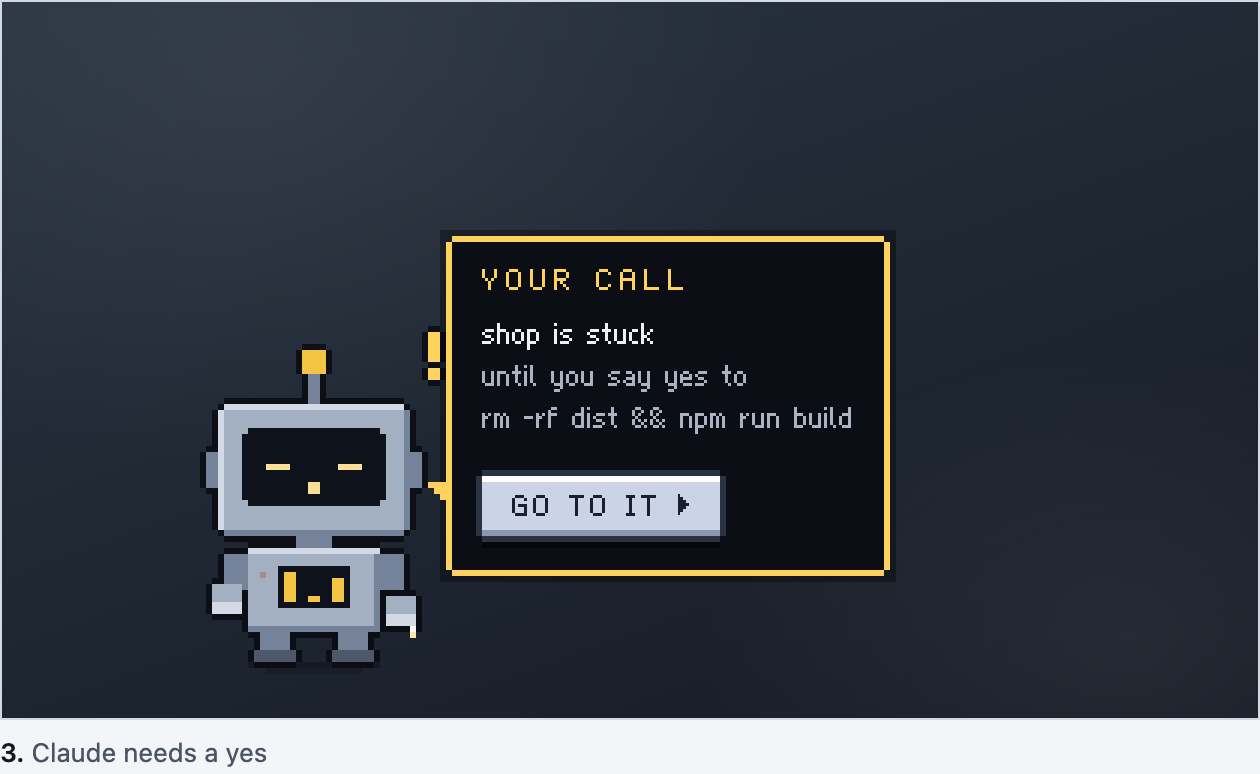 YOUR CALL
shop is stuck
until you say yes to
rm -rf dist && npm run build
GO TO IT
3. Claude needs a yes